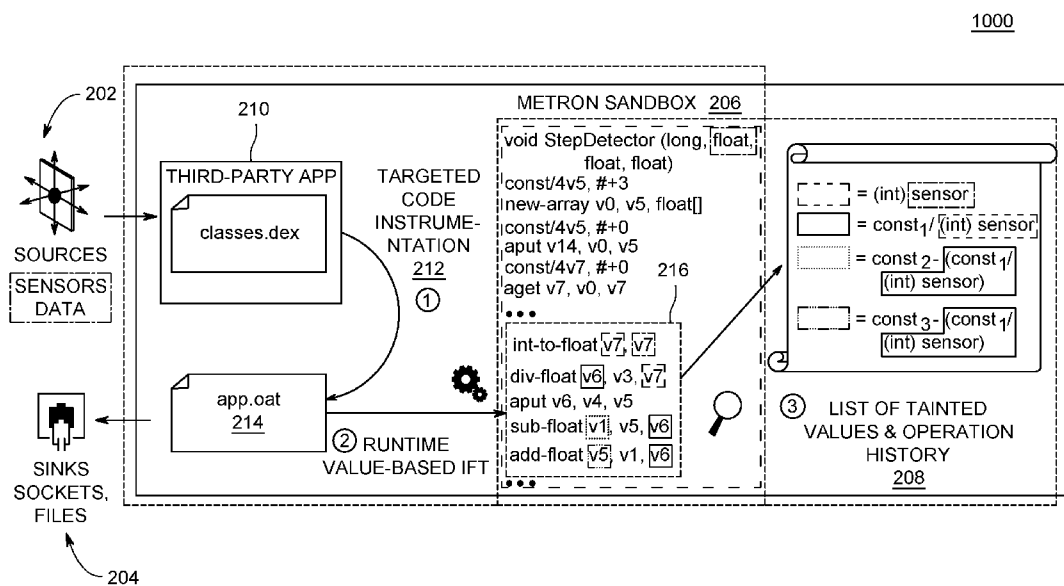 1000
202
SOURCES
SENSORS
DATA
SINKS
SOCKETS,
FILES
204
210
THIRD-PARTY APP
classes.dex
TARGETED
CODE
INSTRUME-
NTATION
212
1
app.oat
214
2 RUNTIME
VALUE-BASED IFT
METRON SANDBOX 206
void StepDetector (long, float,
float, float)
const/4v5, #+3
new-array v0, v5, float[]
const/4v5, #+0
aput v14, v0, v5
const/4v7, #+0
aget v7, v0, v7
•••
216
int-to-float v7, v7
div-float v6, v3, v7
aput v6, v4, v5
sub-float v1, v5, v6
add-float v5, v1, v6
•••
= (int) sensor
= const1/ (int) sensor
= const2- (const1/
(int) sensor)
= const3- (const1/
(int) sensor)
3 LIST OF TAINTED
VALUES & OPERATION
HISTORY
208